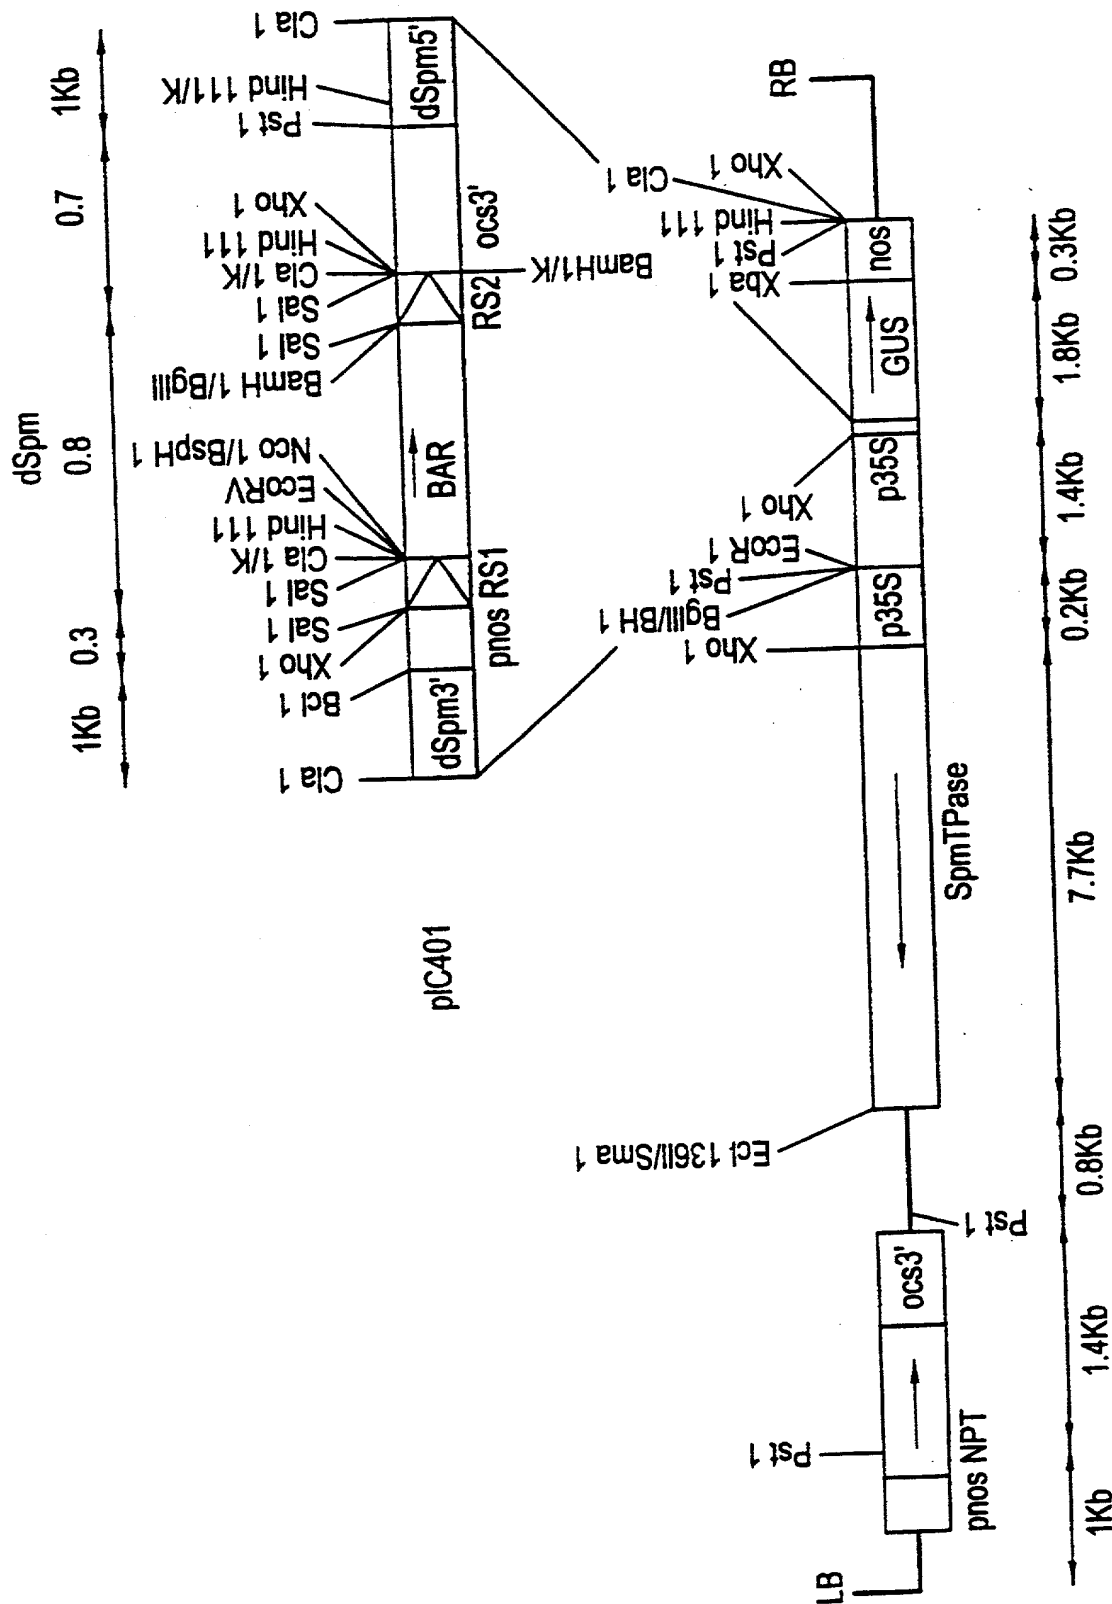 dSpm
1Kb 0.3 0.8 0.7 1Kb
Cla 1
Bcl 1
Xho 1
Sal 1
Sal 1
Cla 1/K
Hind 111
EcoRV
Nco 1/BspH 1
BamH 1/BglII
Sal 1
Sal 1
Cla 1/K
Hind 111
Xho 1
Pst 1
Hind 111/K
Cla 1
dSpm3'
BAR
dSpm5'
pnos RS1
RS2
ocs3'
BamH1/K
pIC401
Pst 1
Ecl 136II/Sma 1
Xho 1
BglII/BH 1
Pst 1
EcoR 1
Xho 1
Xba 1
Pst 1
Hind 111
Cla 1
Xho 1
LB
ocs3'
p35S
p35S
GUS
nos
RB
pnos NPT
Pst 1
SpmTPase
1Kb 1.4Kb 0.8Kb 7.7Kb 0.2Kb 1.4Kb 1.8Kb 0.3Kb